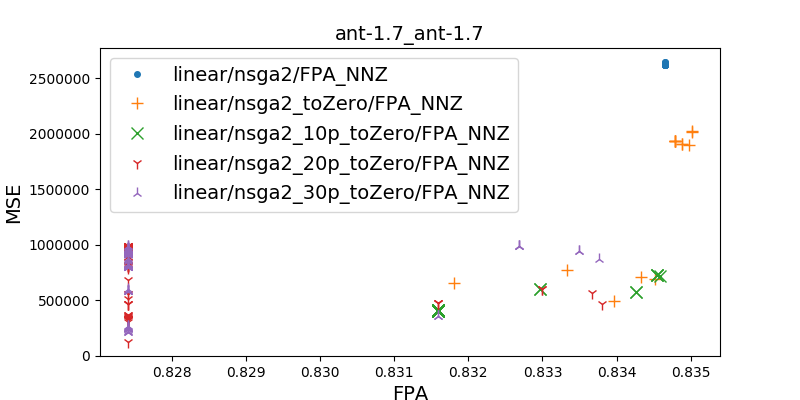 ant-1.7_ant-1.7
linear/nsga2/FPA_NNZ
linear/nsga2_toZero/FPA_NNZ
linear/nsga2_10p_toZero/FPA_NNZ
linear/nsga2_20p_toZero/FPA_NNZ
linear/nsga2_30p_toZero/FPA_NNZ
MSE
2500000
2000000
1500000
1000000
500000
0
0.828 0.829 0.830 0.831 0.832 0.833 0.834 0.835
FPA